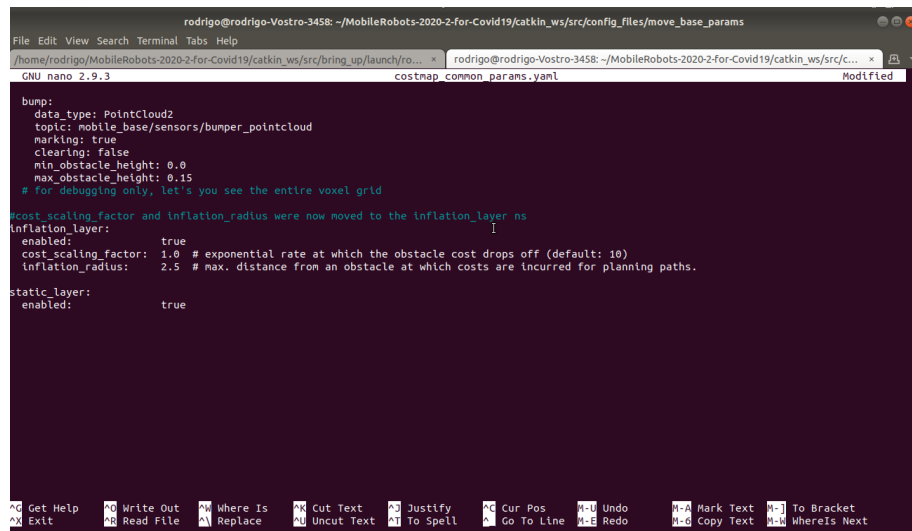 rodrigo@rodrigo-Vostro-3458: ~/MobileRobots-2020-2-for-Covid19/catkin_ws/src/config_files/move_base_params
File Edit View Search Terminal Tabs Help
/home/rodrigo/MobileRobots-2020-2-for-Covid19/catkin_ws/src/bring_up/launch/ro... × rodrigo@rodrigo-Vostro-3458: ~/MobileRobots-2020-2-for-Covid19/catkin_ws/src/c... ×
GNU nano 2.9.3 costmap_common_params.yaml Modified
bump:
data_type: PointCloud2
topic: mobile_base/sensors/bumper_pointcloud
marking: true
clearing: false
min_obstacle_height: 0.0
max_obstacle_height: 0.15
# for debugging only, let's you see the entire voxel grid
#cost_scaling_factor and inflation_radius were now moved to the inflation_layer ns
inflation_layer:
enabled: true
cost_scaling_factor: 1.0 # exponential rate at which the obstacle cost drops off (default: 10)
inflation_radius: 2.5 # max. distance from an obstacle at which costs are incurred for planning paths.
static_layer:
enabled: true
^G Get Help ^O Write Out ^W Where Is ^K Cut Text ^J Justify ^C Cur Pos M-U Undo M-A Mark Text M-] To Bracket
^X Exit ^R Read File ^\ Replace ^U Uncut Text ^T To Spell ^_ Go To Line M-E Redo M-6 Copy Text M-W WhereIs Next